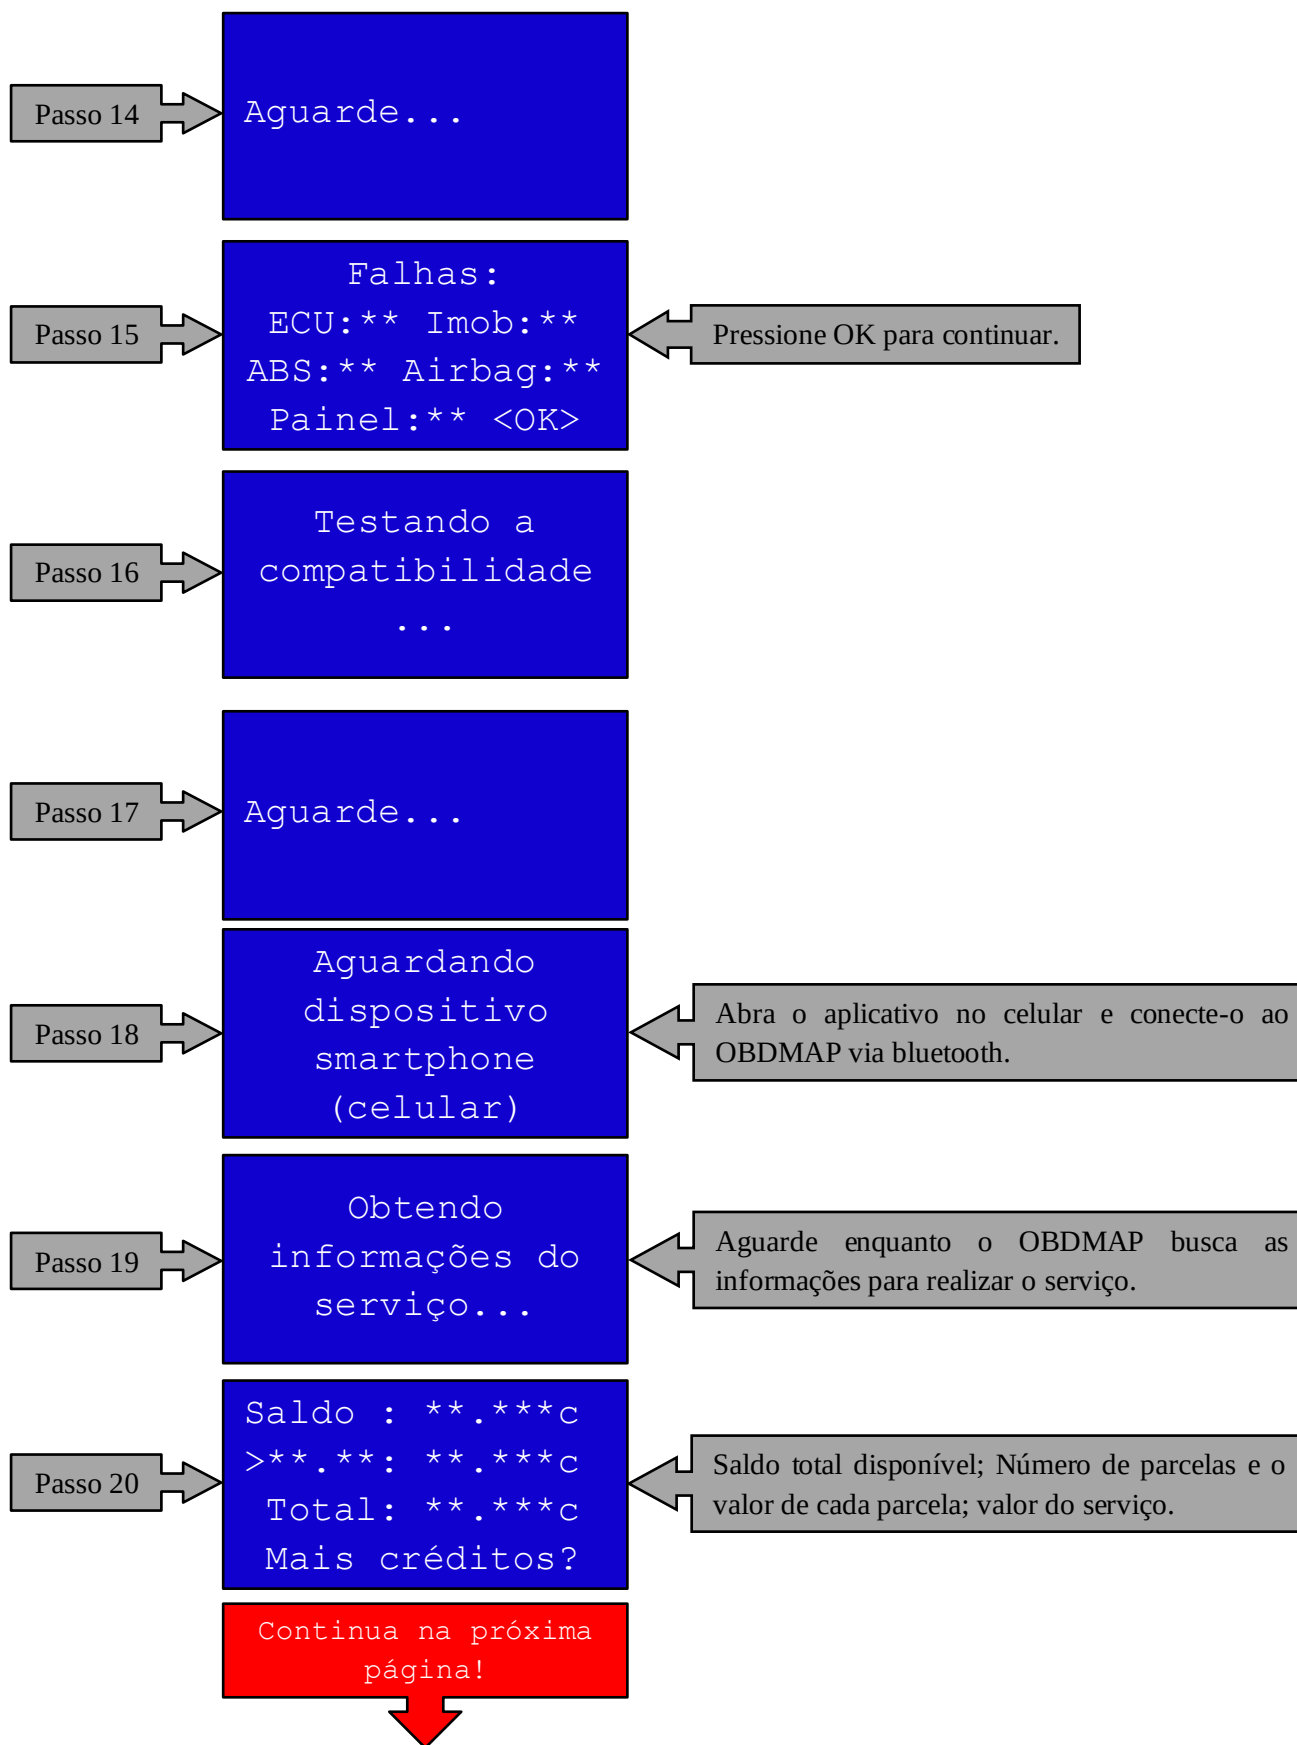 Passo 14
Aguarde...
Passo 15
Falhas:
ECU:** Imob:**
ABS:** Airbag:**
Painel:** <OK>
Pressione OK para continuar.
Passo 16
Testando a
compatibilidade
...
Passo 17
Aguarde...
Passo 18
Aguardando
dispositivo
smartphone
(celular)
Abra o aplicativo no celular e conecte-o ao
OBDMAP via bluetooth.
Passo 19
Obtendo
informações do
serviço...
Aguarde enquanto o OBDMAP busca as
informações para realizar o serviço.
Passo 20
Saldo : **.***c
>**.**: **.***c
Total: **.***c
Mais créditos?
Saldo total disponível; Número de parcelas e o
valor de cada parcela; valor do serviço.
Continua na próxima
página!